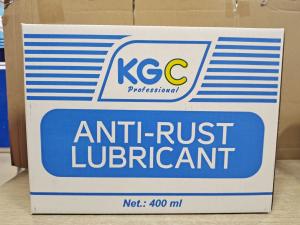 KGC
Professional
ANTI-RUST
LUBRICANT
Net.: 400 ml